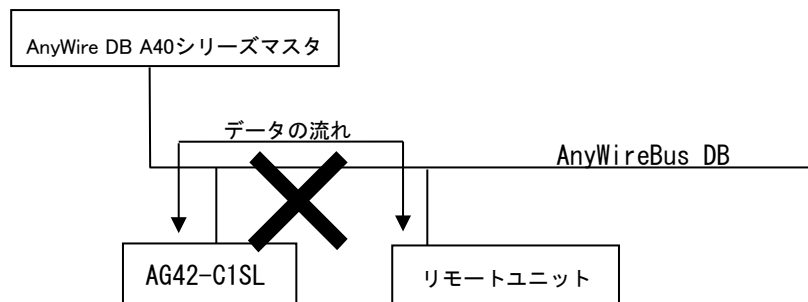 AnyWire DB A40シリーズマスタ
データの流れ
AnyWireBus DB
AG42-C1SL
リモートユニット